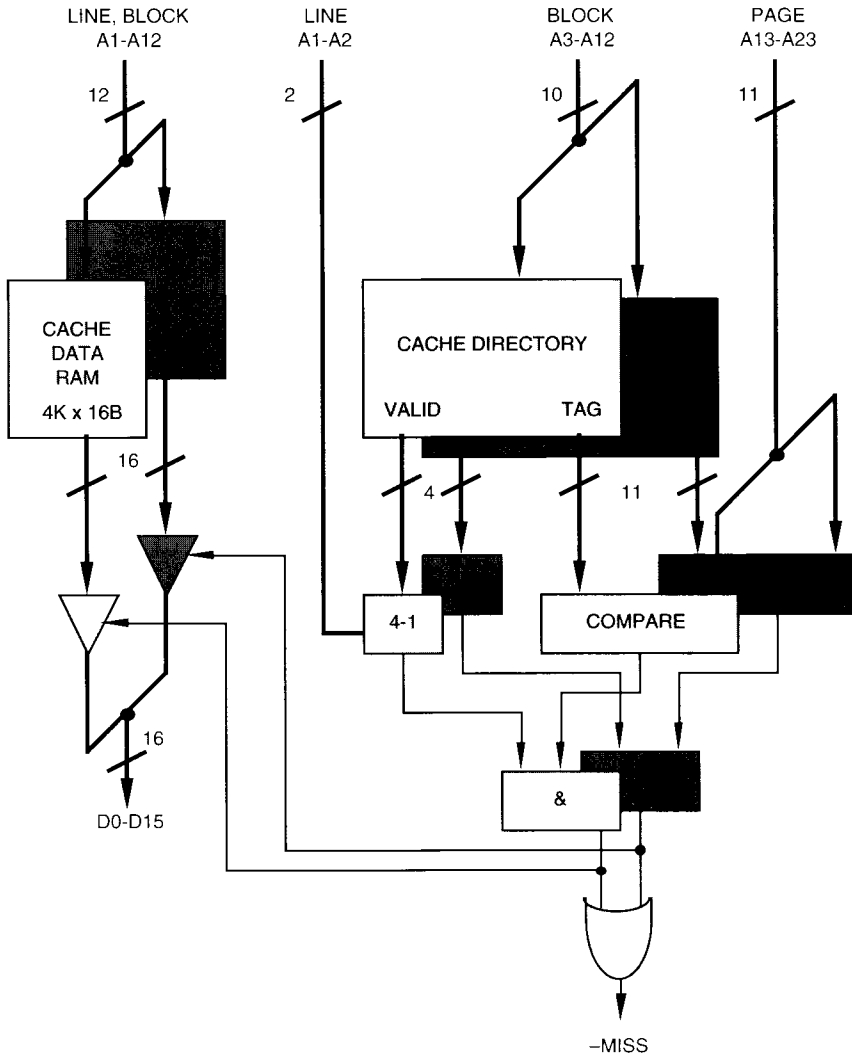 LINE, BLOCK
A1-A12
LINE
A1-A2
BLOCK
A3-A12
PAGE
A13-A23
12
2
10
11
CACHE
DATA
RAM
4K x 16B
CACHE DIRECTORY
VALID
TAG
16
4
11
4-1
COMPARE
16
&
D0-D15
–MISS